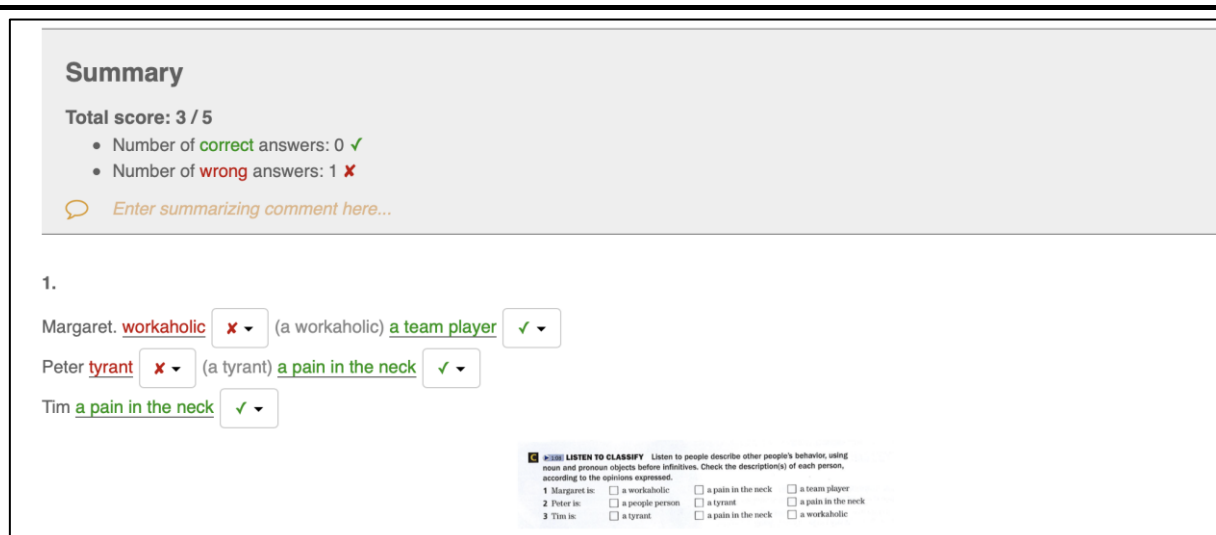 Summary
Total score: 3 / 5
Number of correct answers: 0 ✓
Number of wrong answers: 1 ✘
Enter summarizing comment here...
1.
Margaret. workaholic ✘ (a workaholic) a team player ✓
Peter tyrant ✘ (a tyrant) a pain in the neck ✓
Tim a pain in the neck ✓
C LISTEN TO CLASSIFY Listen to people describe other people's behavior, using
noun and pronoun objects before infinitives. Check the description(s) of each person,
according to the opinions expressed.
1 Margaret is: a workaholic a pain in the neck a team player
2 Peter is: a people person a tyrant a pain in the neck
3 Tim is: a tyrant a pain in the neck a workaholic